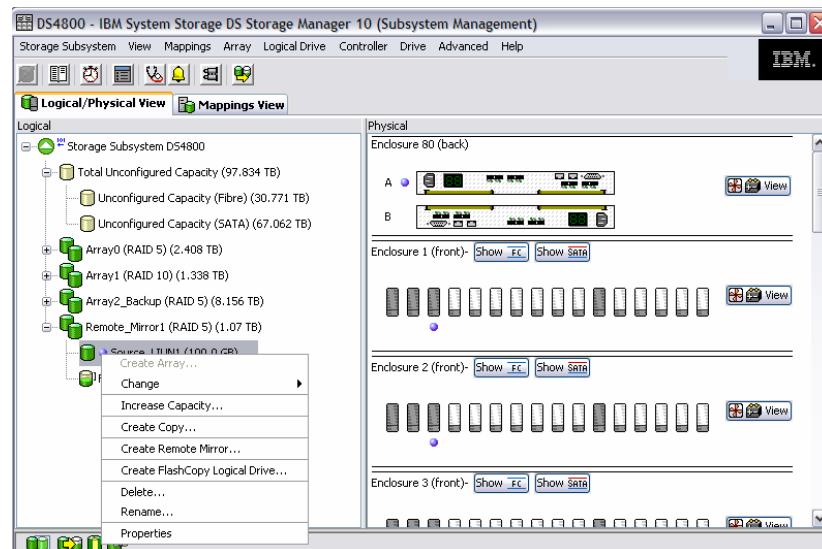 DS4800 - IBM System Storage DS Storage Manager 10 (Subsystem Management)
Storage Subsystem View Mappings Array Logical Drive Controller Drive Advanced Help
IBM.
Logical/Physical View Mappings View
Logical
Storage Subsystem DS4800
Total Unconfigured Capacity (97.834 TB)
Unconfigured Capacity (Fibre) (30.771 TB)
Unconfigured Capacity (SATA) (67.062 TB)
Array0 (RAID 5) (2.408 TB)
Array1 (RAID 10) (1.338 TB)
Array2_Backup (RAID 5) (8.156 TB)
Remote_Mirror1 (RAID 5) (1.07 TB)
Source_LUN1 (100.0 GB)
Create Array...
Change
Increase Capacity...
Create Copy...
Create Remote Mirror...
Create FlashCopy Logical Drive...
Delete...
Rename...
Properties
Physical
Enclosure 80 (back)
A
View
B
Enclosure 1 (front)- Show FC Show SATA
View
Enclosure 2 (front)- Show FC Show SATA
View
Enclosure 3 (front)- Show FC Show SATA
View